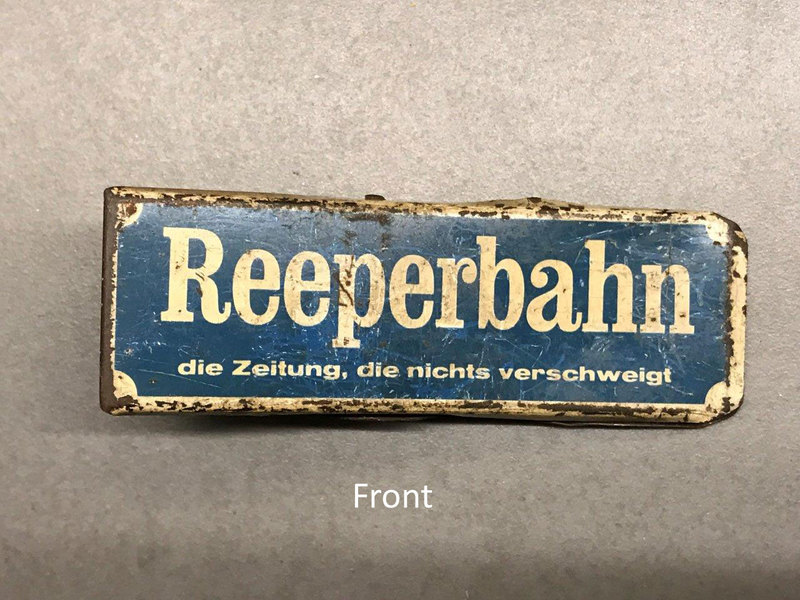 Reeperbahn
die Zeitung, die nichts verschweigt
Front